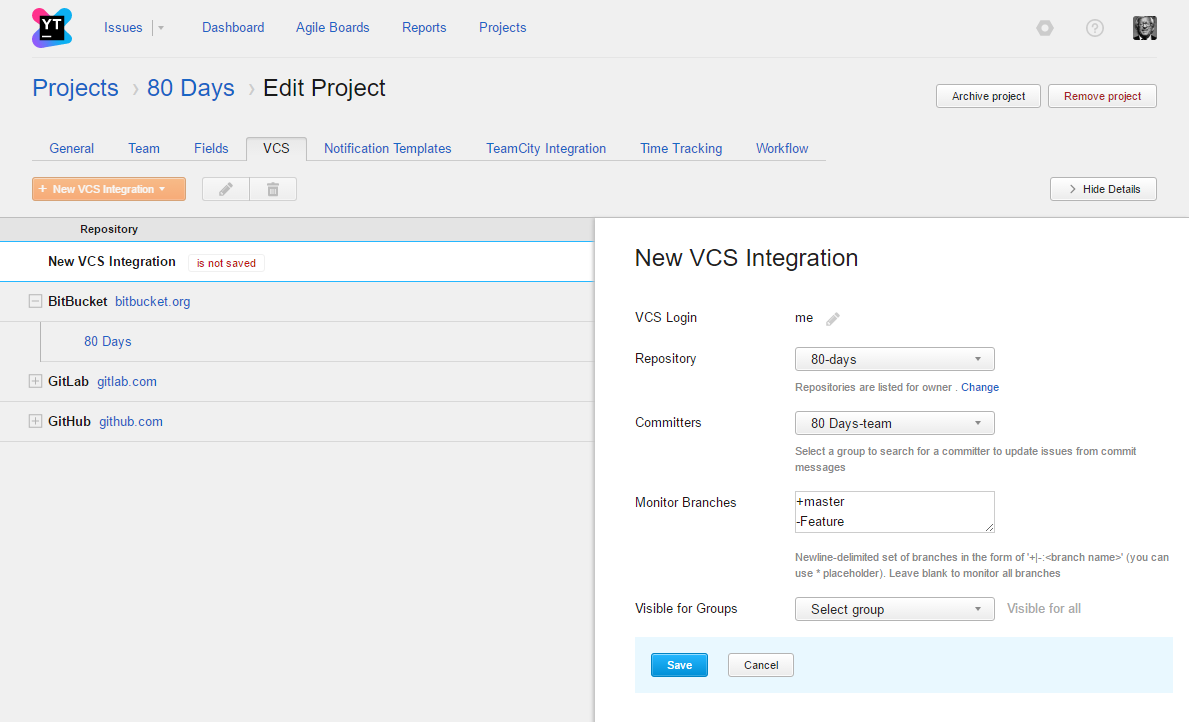 YT
Issues Dashboard Agile Boards Reports Projects
Projects › 80 Days › Edit Project
Archive project Remove project
General Team Fields VCS Notification Templates TeamCity Integration Time Tracking Workflow
+ New VCS Integration
Hide Details
Repository
New VCS Integration is not saved
BitBucket bitbucket.org
80 Days
GitLab gitlab.com
GitHub github.com
New VCS Integration
VCS Login me
Repository 80-days
Repositories are listed for owner . Change
Committers 80 Days-team
Select a group to search for a committer to update issues from commit
messages
Monitor Branches +master
-Feature
Newline-delimited set of branches in the form of '+|-:<branch name>' (you can
use * placeholder). Leave blank to monitor all branches
Visible for Groups Select group Visible for all
Save Cancel